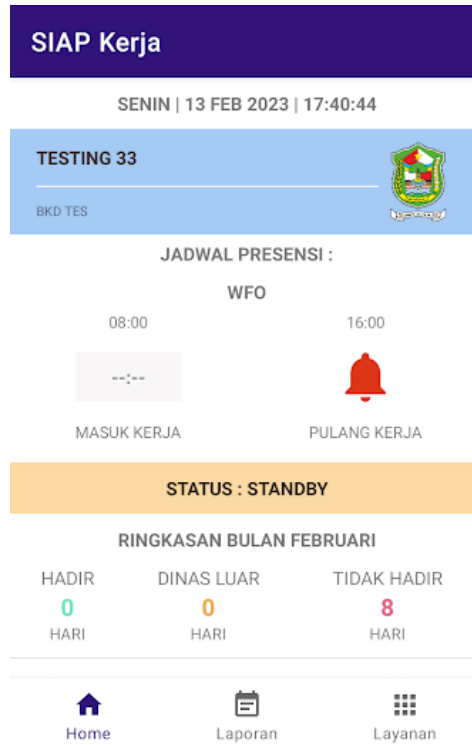 SIAP Kerja
SENIN | 13 FEB 2023 | 17:40:44
TESTING 33
BKD TES
JADWAL PRESENSI :
WFO
08:00 16:00
--:--
MASUK KERJA PULANG KERJA
STATUS : STANDBY
RINGKASAN BULAN FEBRUARI
HADIR DINAS LUAR TIDAK HADIR
0 0 8
HARI HARI HARI
Home Laporan Layanan